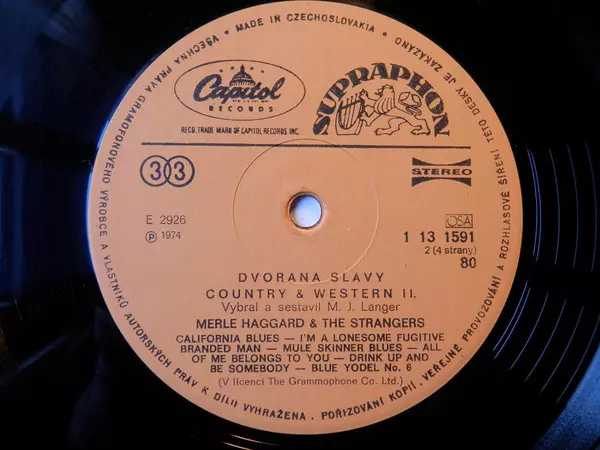 MADE IN CZECHOSLOVAKIA
VŠECHNA PRÁVA GRAMOFONOVÉHO VÝROBCE A VLASTNÍKŮ AUTORSKÝCH PRÁV K DÍLU VYHRAŽENA. POŘIZOVÁNÍ KOPIÍ, VEŘEJNÉ PROVOZOVÁNÍ A ROZHLASOVÉ ŠÍŘENÍ TÉTO DESKY JE ZAKÁZÁNO
Capitol
RECORDS
RECO. TRADE MARK OF CAPITOL RECORDS INC.
SUPRAPHON
33
STEREO
E 2926
℗ 1974
OSA
1 13 1591
2 (4 strany)
80
DVORANA SLÁVY
COUNTRY & WESTERN II.
Vybral a sestavil M. J. Langer
MERLE HAGGARD & THE STRANGERS
CALIFORNIA BLUES – I'M A LONESOME FUGITIVE
BRANDED MAN – MULE SKINNER BLUES – ALL
OF ME BELONGS TO YOU – DRINK UP AND
BE SOMEBODY – BLUE YODEL No. 6
(V licenci The Grammophone Co. Ltd.)